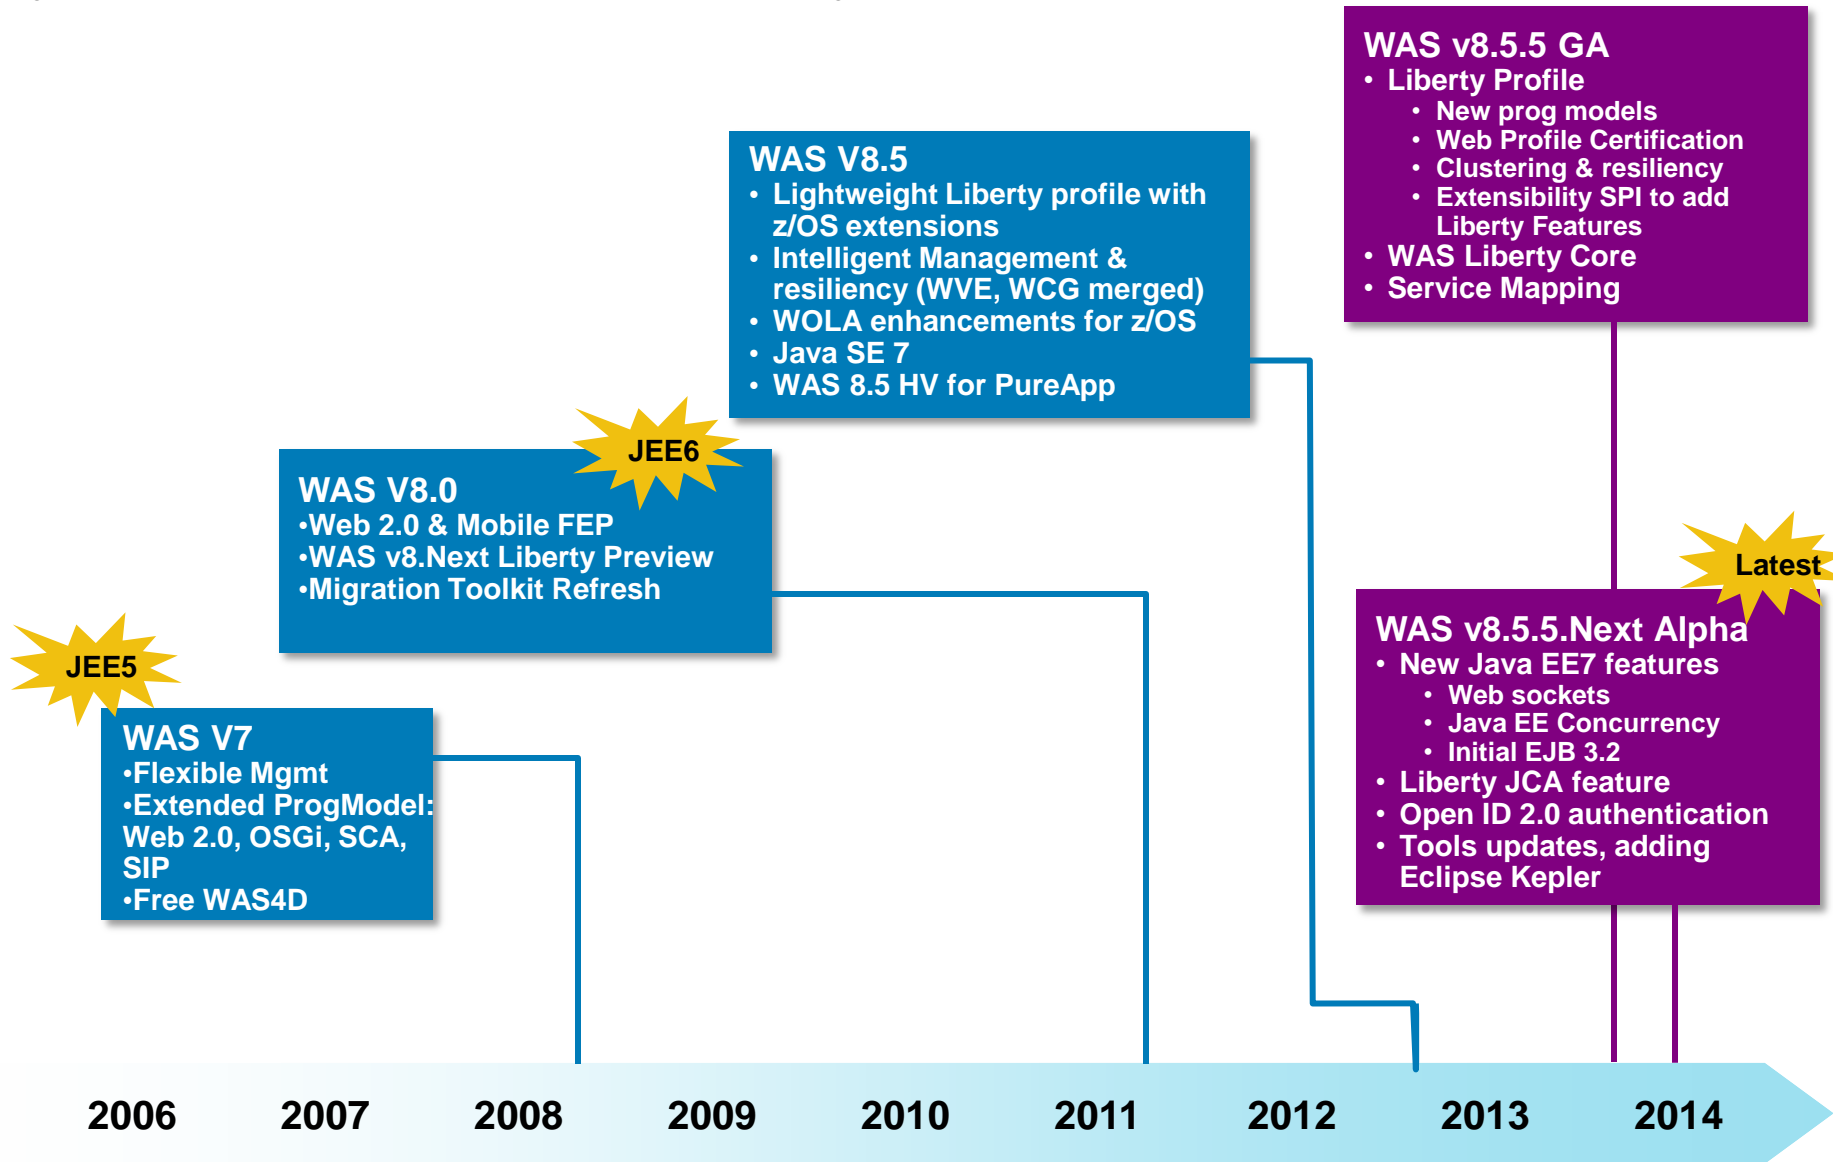 WAS v8.5.5 GA
• Liberty Profile
• New prog models
• Web Profile Certification
• Clustering & resiliency
• Extensibility SPI to add
Liberty Features
• WAS Liberty Core
• Service Mapping
WAS V8.5
• Lightweight Liberty profile with
z/OS extensions
• Intelligent Management &
resiliency (WVE, WCG merged)
• WOLA enhancements for z/OS
• Java SE 7
• WAS 8.5 HV for PureApp
JEE6
WAS V8.0
•Web 2.0 & Mobile FEP
•WAS v8.Next Liberty Preview
•Migration Toolkit Refresh
Latest
WAS v8.5.5.Next Alpha
• New Java EE7 features
• Web sockets
• Java EE Concurrency
• Initial EJB 3.2
• Liberty JCA feature
• Open ID 2.0 authentication
• Tools updates, adding
Eclipse Kepler
JEE5
WAS V7
•Flexible Mgmt
•Extended ProgModel:
Web 2.0, OSGi, SCA,
SIP
•Free WAS4D
2006 2007 2008 2009 2010 2011 2012 2013 2014